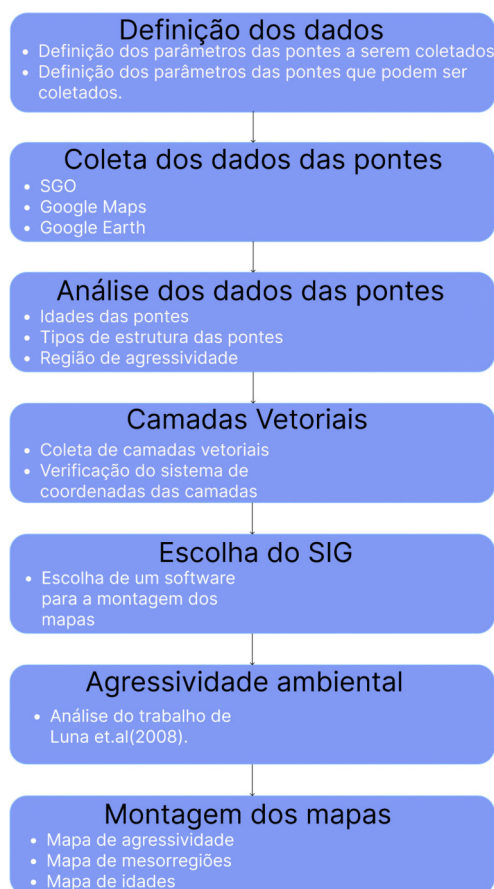 Definição dos dados
• Definição dos parâmetros das pontes a serem coletados
• Definição dos parâmetros das pontes que podem ser
coletados.
Coleta dos dados das pontes
• SGO
• Google Maps
• Google Earth
Análise dos dados das pontes
• Idades das pontes
• Tipos de estrutura das pontes
• Região de agressividade
Camadas Vetoriais
• Coleta de camadas vetoriais
• Verificação do sistema de
coordenadas das camadas
Escolha do SIG
• Escolha de um software
para a montagem dos
mapas
Agressividade ambiental
• Análise do trabalho de
Luna et.al(2008).
Montagem dos mapas
• Mapa de agressividade
• Mapa de mesorregiões
• Mapa de idades